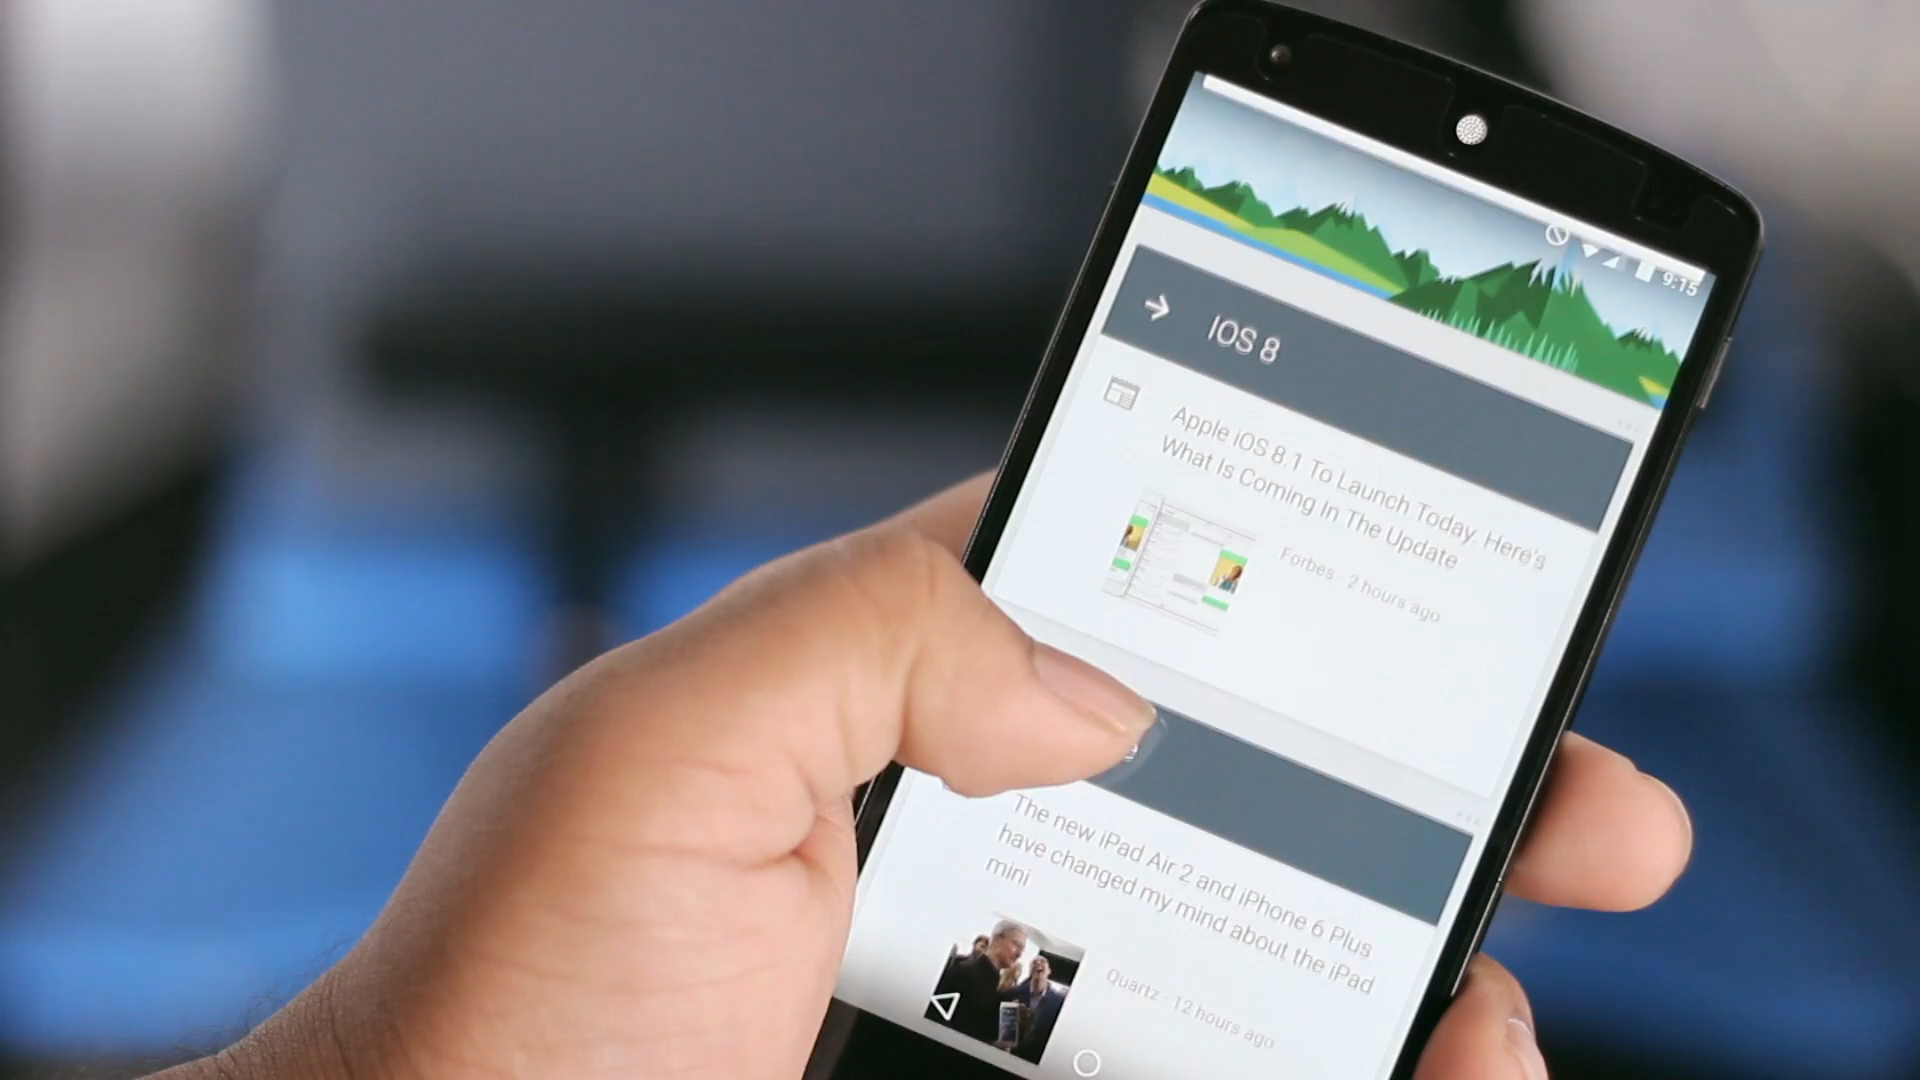 9:15
IOS 8
Apple iOS 8.1 To Launch Today. Here's
What Is Coming In The Update
Forbes · 2 hours ago
The new iPad Air 2 and iPhone 6 Plus
have changed my mind about the iPad
mini
Quartz · 12 hours ago